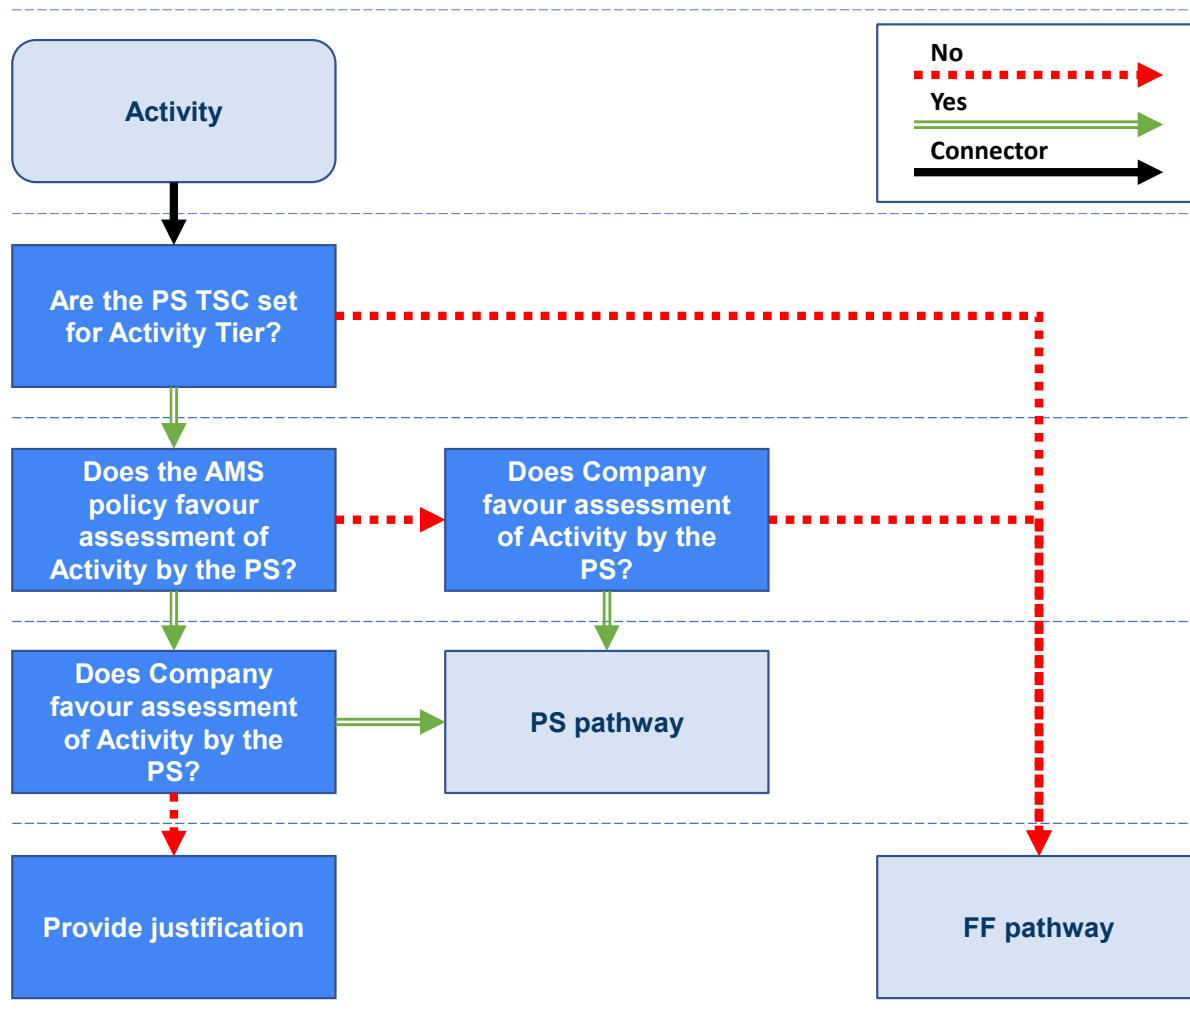 Activity
No
Yes
Connector
Are the PS TSC set
for Activity Tier?
Does the AMS
policy favour
assessment of
Activity by the PS?
Does Company
favour assessment
of Activity by the
PS?
Does Company
favour assessment
of Activity by the
PS?
PS pathway
Provide justification
FF pathway